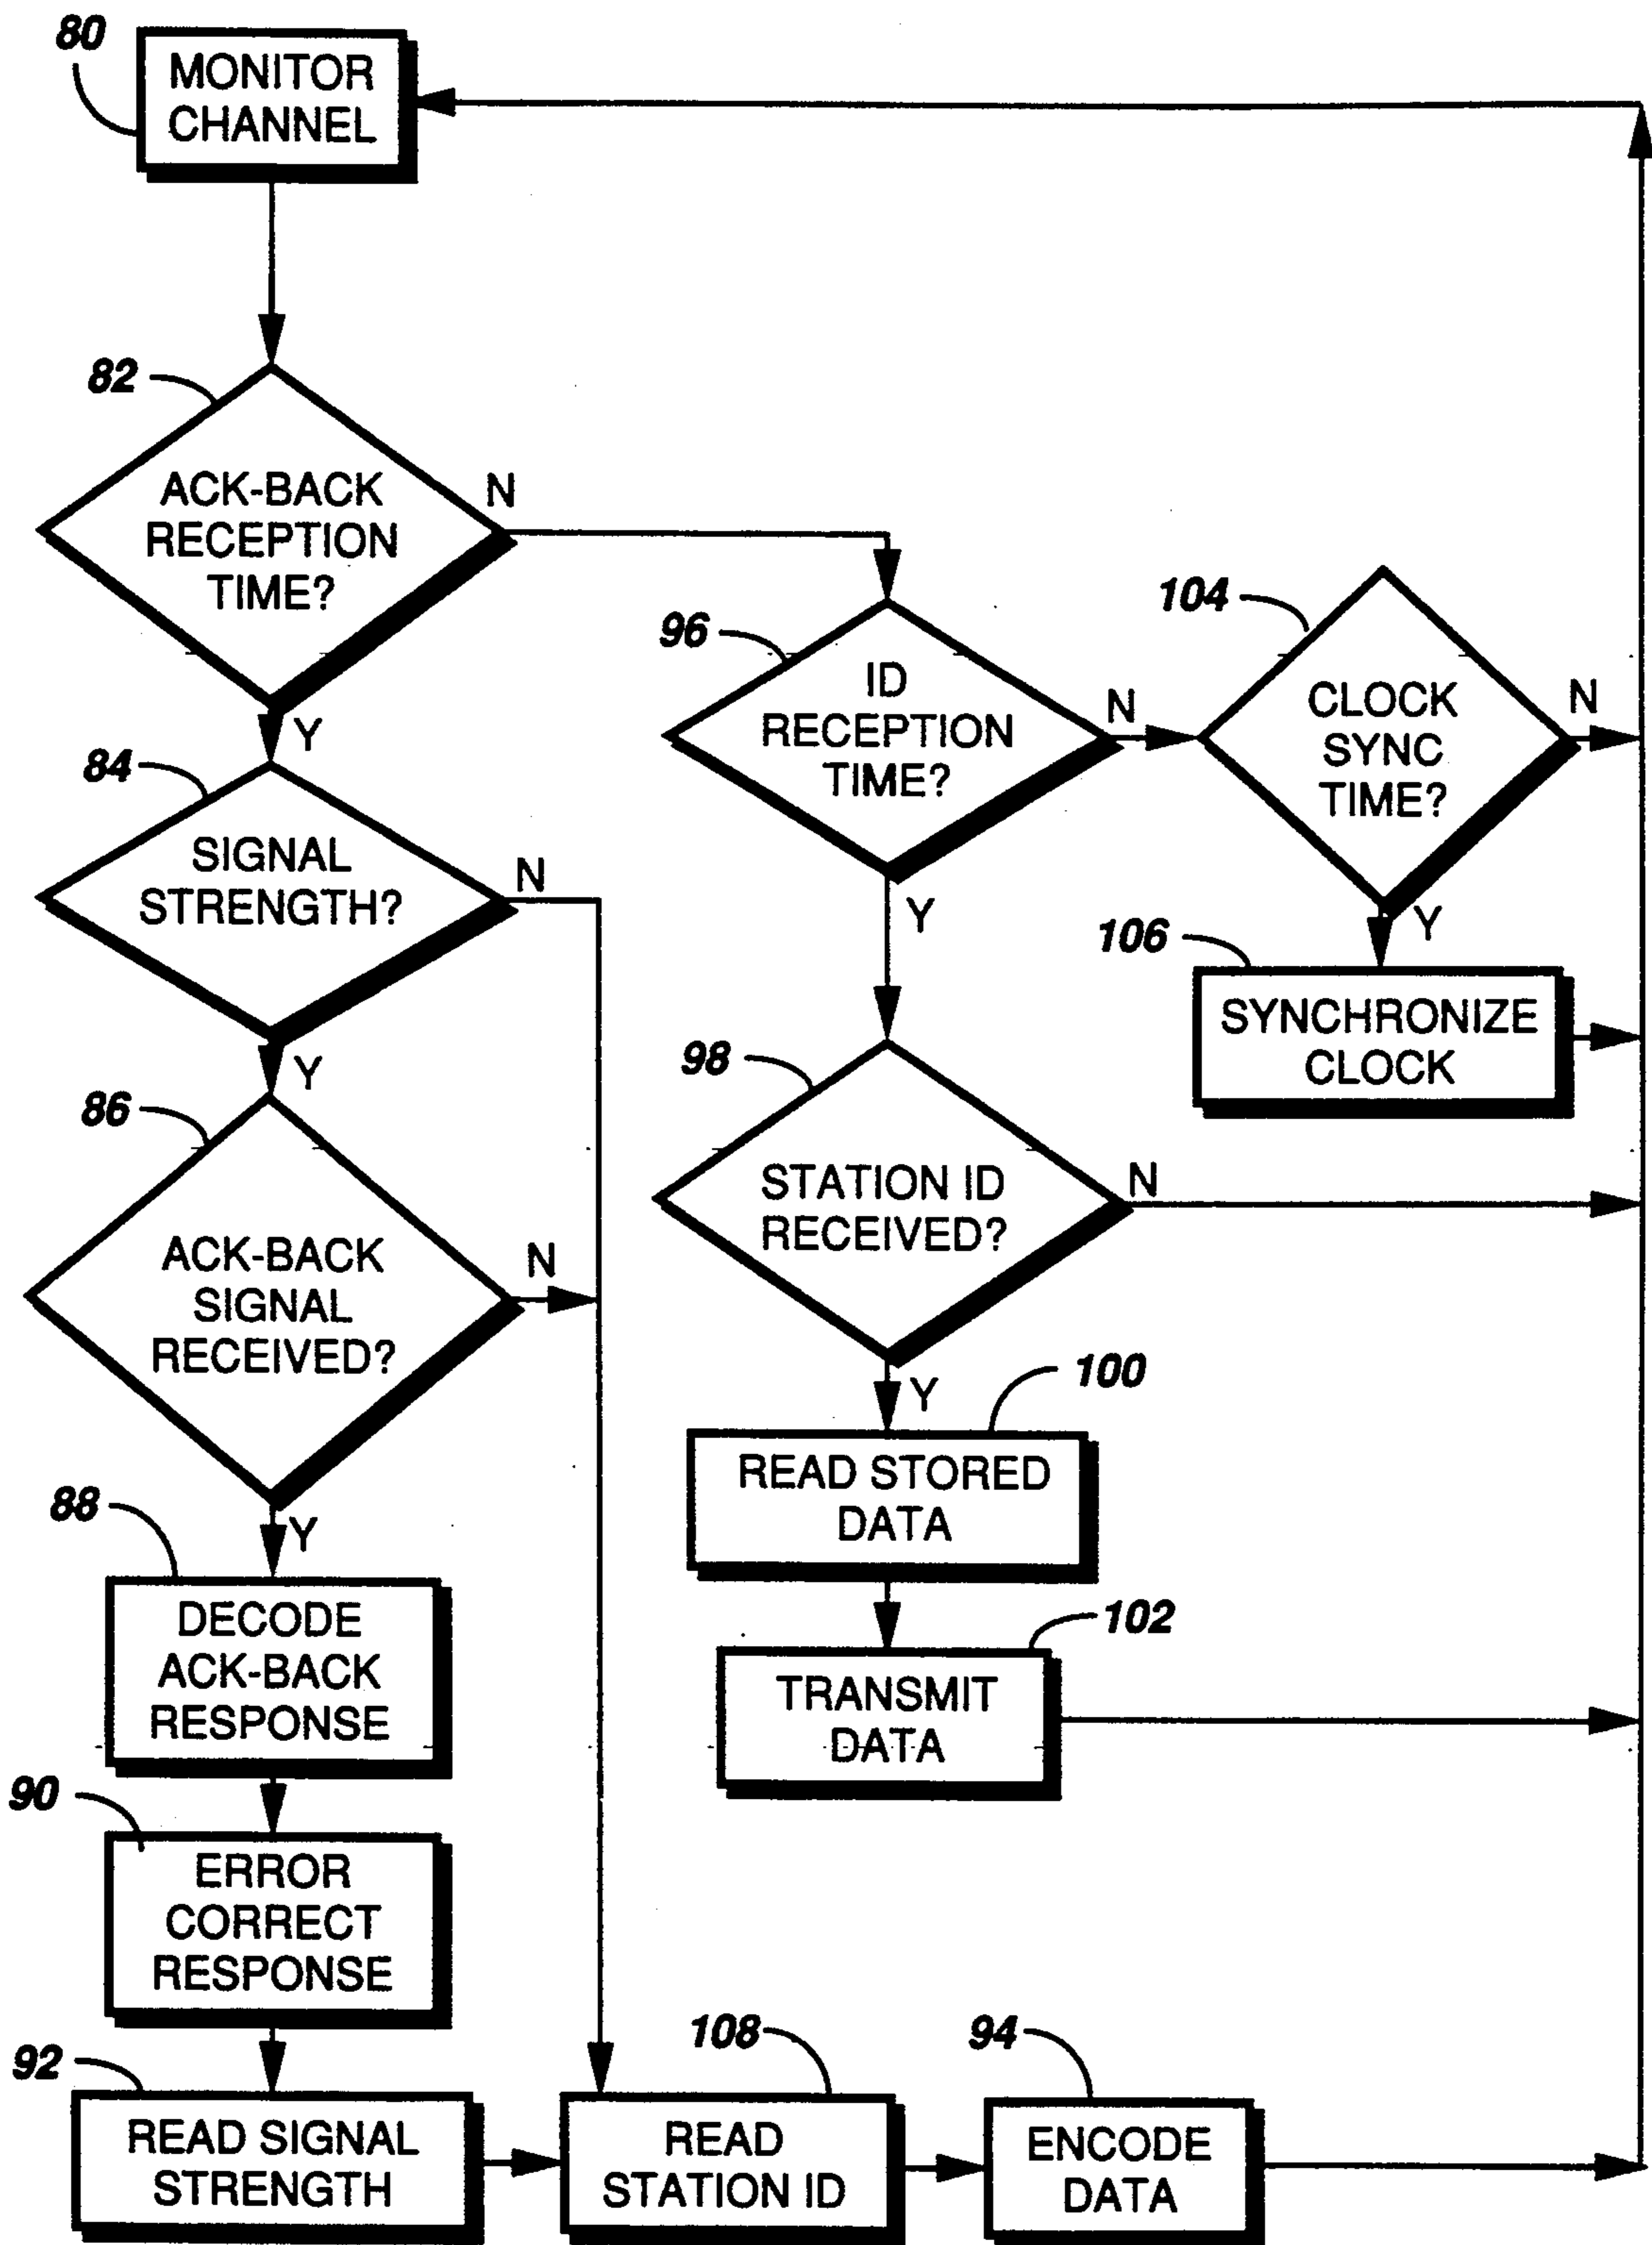 80
MONITOR
CHANNEL
82
ACK-BACK
RECEPTION
TIME?
N
Y
84
SIGNAL
STRENGTH?
N
Y
86
ACK-BACK
SIGNAL
RECEIVED?
N
Y
88
DECODE
ACK-BACK
RESPONSE
90
ERROR
CORRECT
RESPONSE
92
READ SIGNAL
STRENGTH
108
READ
STATION ID
94
ENCODE
DATA
96
ID
RECEPTION
TIME?
N
Y
98
STATION ID
RECEIVED?
N
Y
100
READ STORED
DATA
102
TRANSMIT
DATA
104
CLOCK
SYNC
TIME?
N
Y
106
SYNCHRONIZE
CLOCK